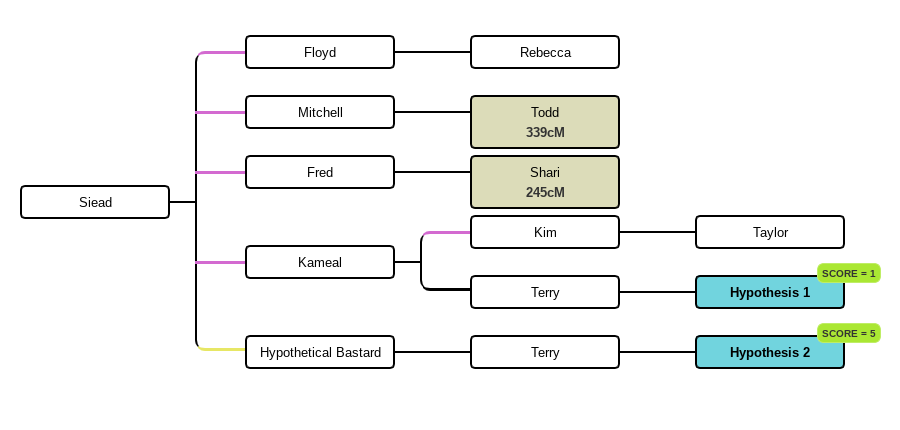 Floyd
Rebecca
Mitchell
Todd
339cM
Fred
Shari
245cM
Siead
Kim
Taylor
Kameal
SCORE = 1
Terry
Hypothesis 1
SCORE = 5
Hypothetical Bastard
Terry
Hypothesis 2